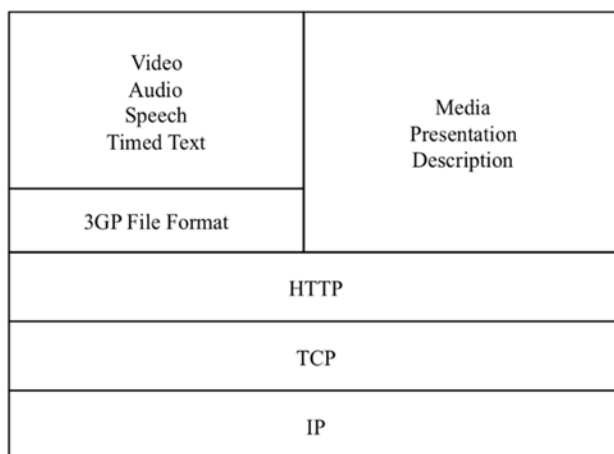 Video
Audio
Speech
Timed Text
3GP File Format
Media
Presentation
Description
HTTP
TCP
IP